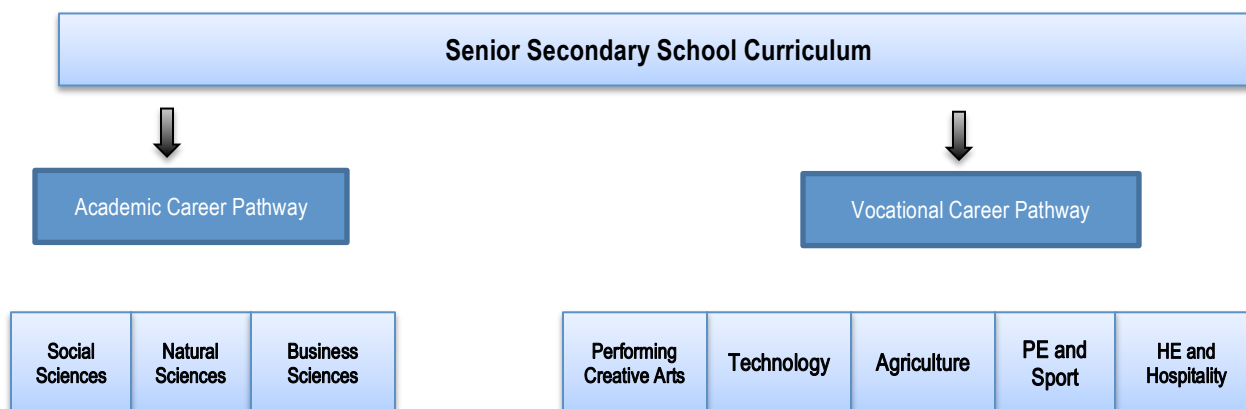 Senior Secondary School Curriculum
Academic Career Pathway
Vocational Career Pathway
Social
Sciences
Natural
Sciences
Business
Sciences
Performing
Creative Arts
Technology
Agriculture
PE and
Sport
HE and
Hospitality